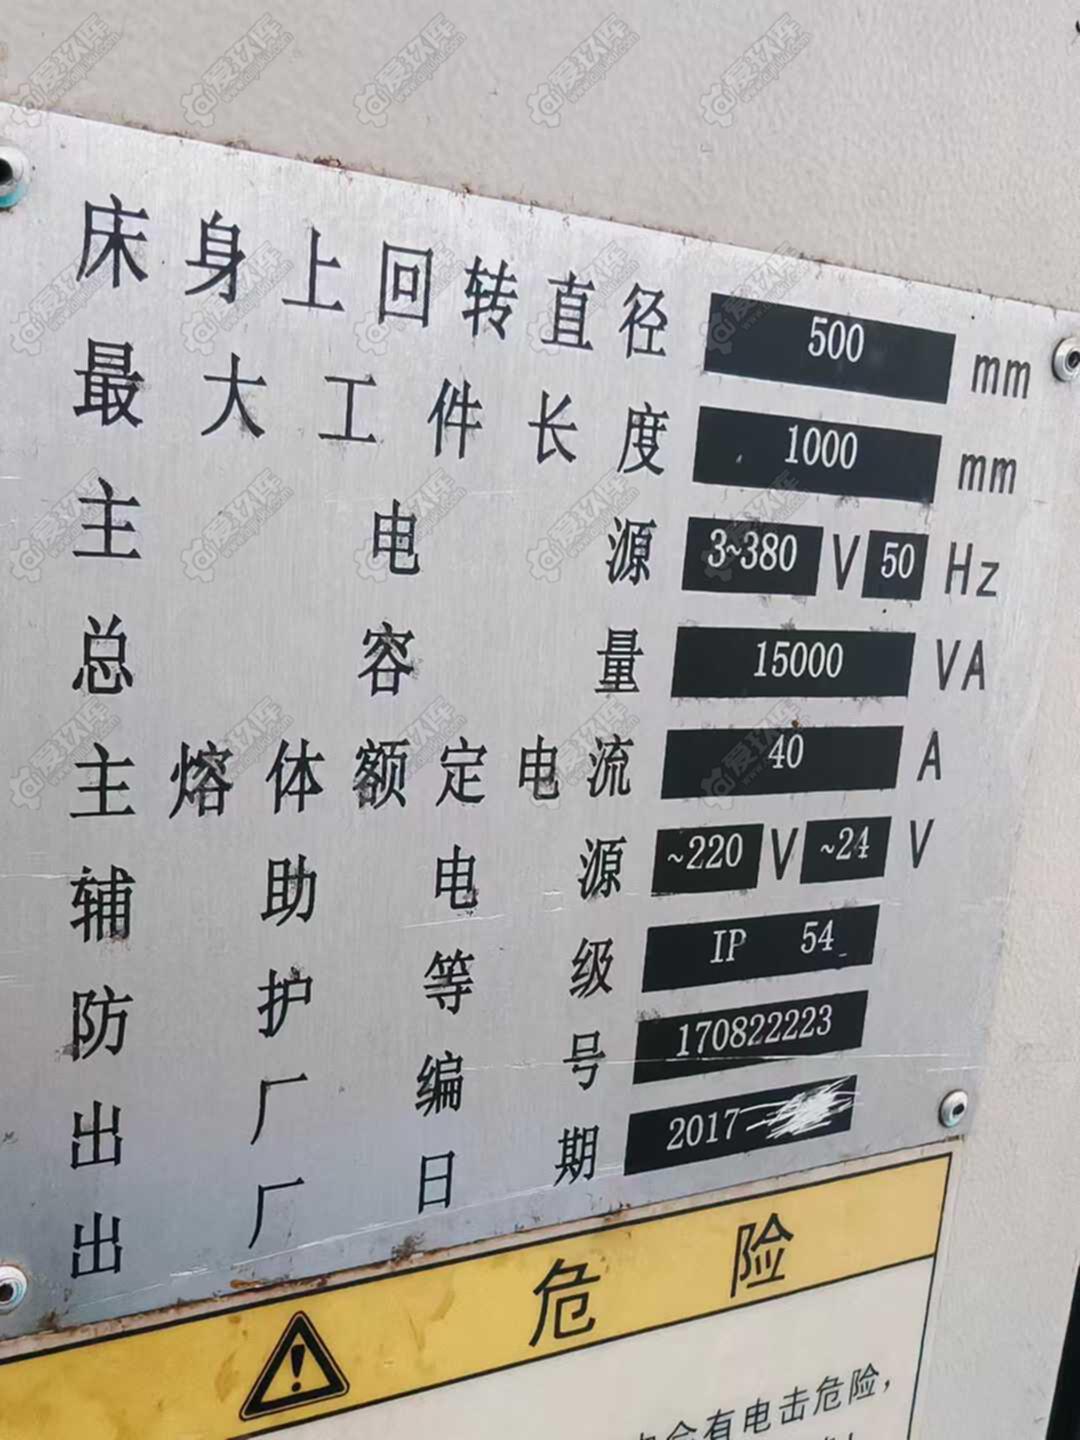 床身上回转直径 500 mm
最大工件长度 1000 mm
主电源 3~380 V 50 Hz
总容量 15000 VA
主熔体额定电流 40 A
辅助电源 ~220 V ~24 V
防护等级 IP 54
出厂编号 170822223
出厂日期 2017
危险
会有电击危险，